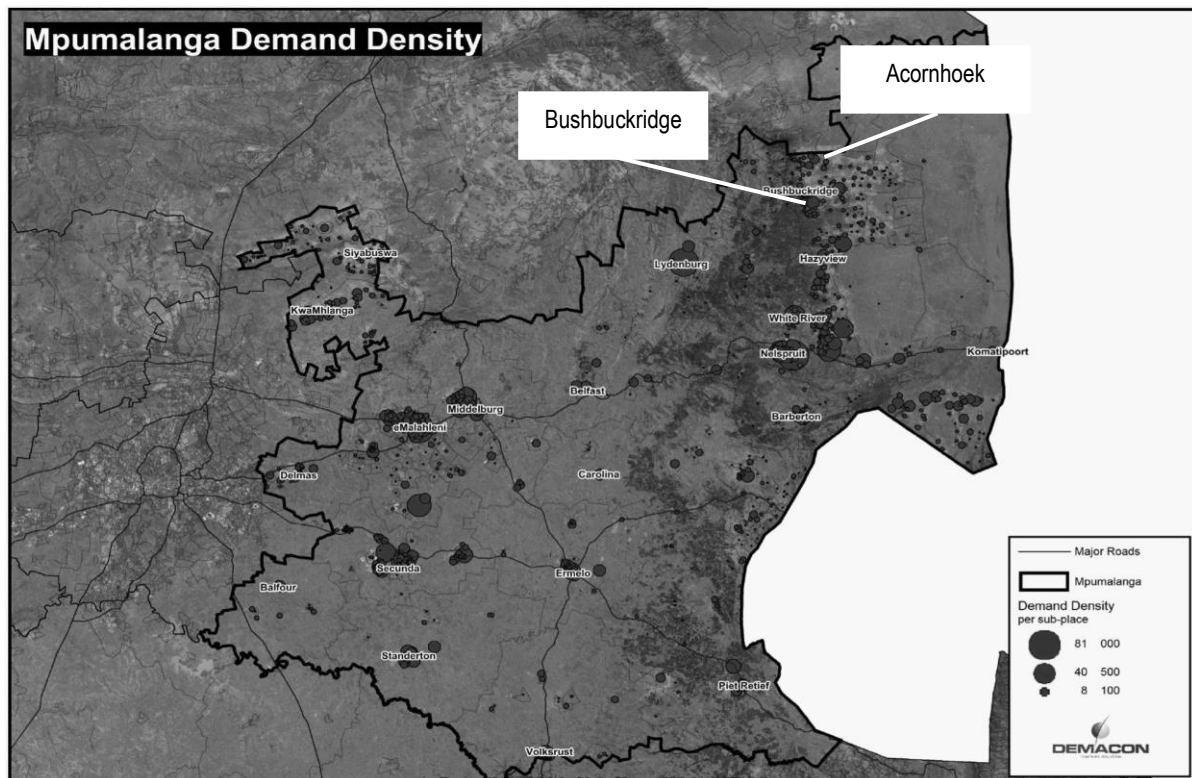 Mpumalanga Demand Density
Acornhoek
Bushbuckridge
Bushbuckridge
Siyabuswa
Lydenburg
Hazyview
KwaMhlanga
White River
Nelspruit
Komatipoort
Belfast
Middelburg
Barberton
eMalahleni
Delmas
Carolina
Secunda
Ermelo
Balfour
Standerton
Piet Retief
Volksrust
Major Roads
Mpumalanga
Demand Density
per sub-place
81 000
40 500
8 100
DEMACON